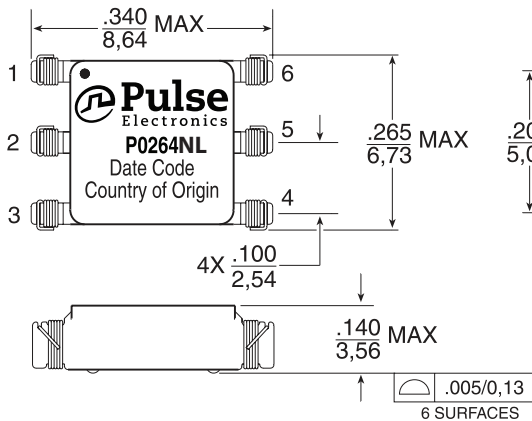 .340
8,64 MAX
1
6
Pulse
Electronics
2
5
P0264NL
Date Code
Country of Origin
.265
6,73 MAX
3
4
4X .100
2,54
.140
3,56 MAX
.005/0,13
6 SURFACES